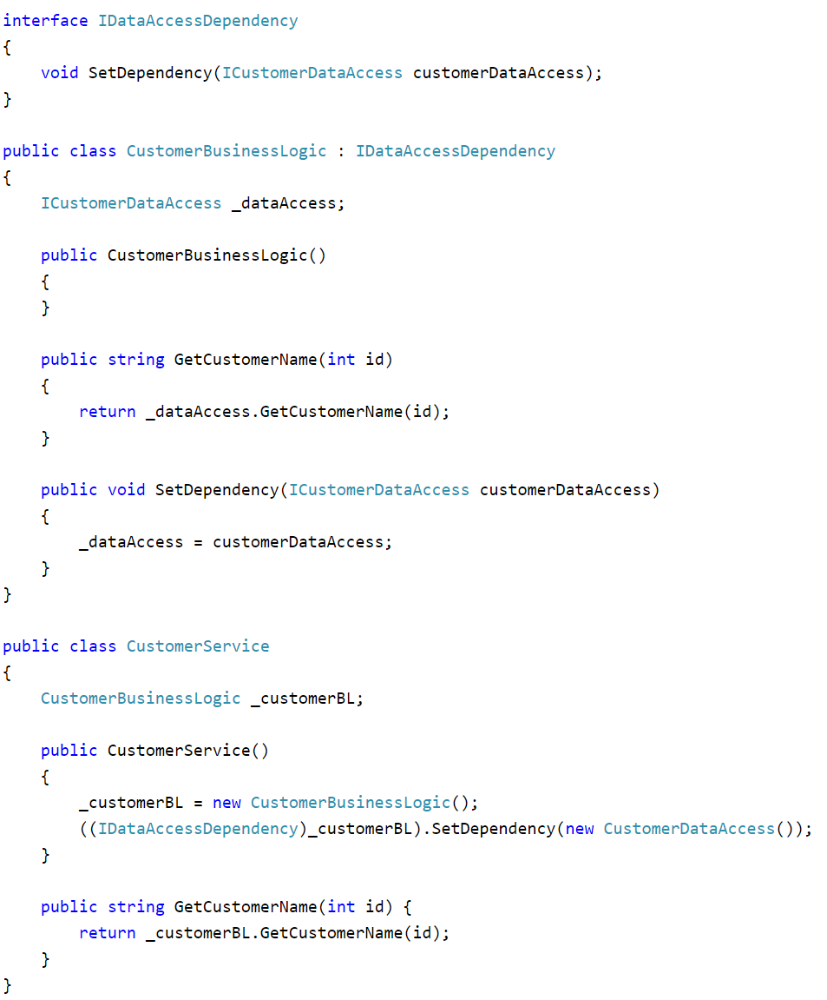 interface IDataAccessDependency
{
    void SetDependency(ICustomerDataAccess customerDataAccess);
}

public class CustomerBusinessLogic : IDataAccessDependency
{
    ICustomerDataAccess _dataAccess;

    public CustomerBusinessLogic()
    {
    }

    public string GetCustomerName(int id)
    {
        return _dataAccess.GetCustomerName(id);
    }

    public void SetDependency(ICustomerDataAccess customerDataAccess)
    {
        _dataAccess = customerDataAccess;
    }
}

public class CustomerService
{
    CustomerBusinessLogic _customerBL;

    public CustomerService()
    {
        _customerBL = new CustomerBusinessLogic();
        ((IDataAccessDependency)_customerBL).SetDependency(new CustomerDataAccess());
    }

    public string GetCustomerName(int id) {
        return _customerBL.GetCustomerName(id);
    }
}